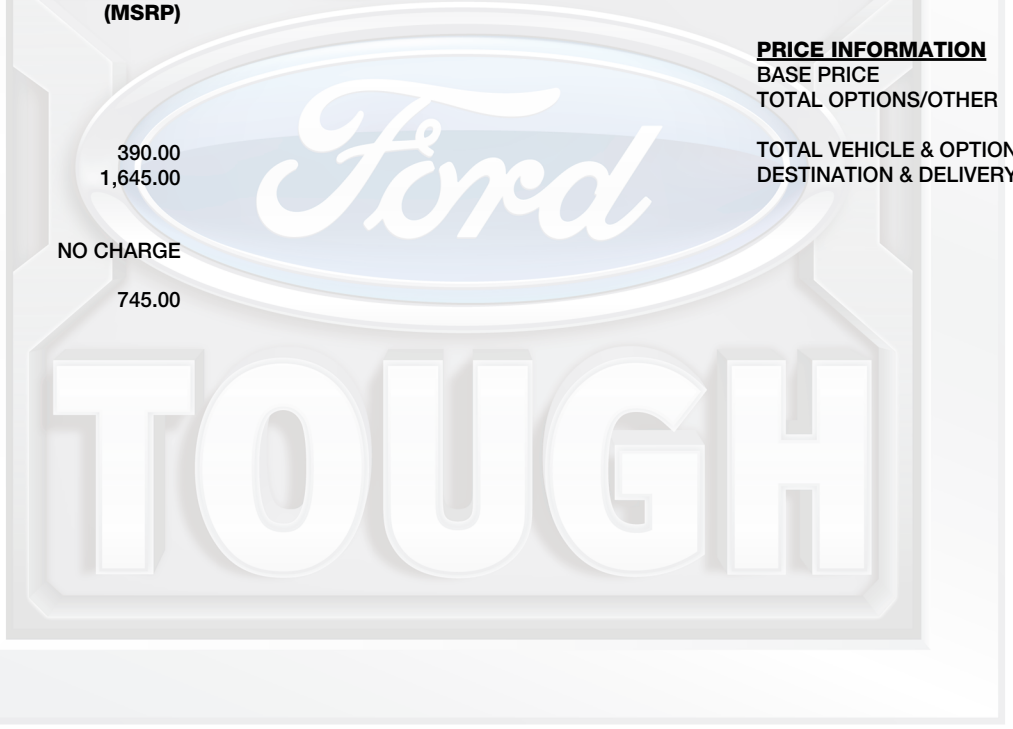 (MSRP)
PRICE INFORMATION
BASE PRICE
TOTAL OPTIONS/OTHER
390.00
TOTAL VEHICLE & OPTION
1,645.00
DESTINATION & DELIVERY
NO CHARGE
745.00
Ford
TOUGH